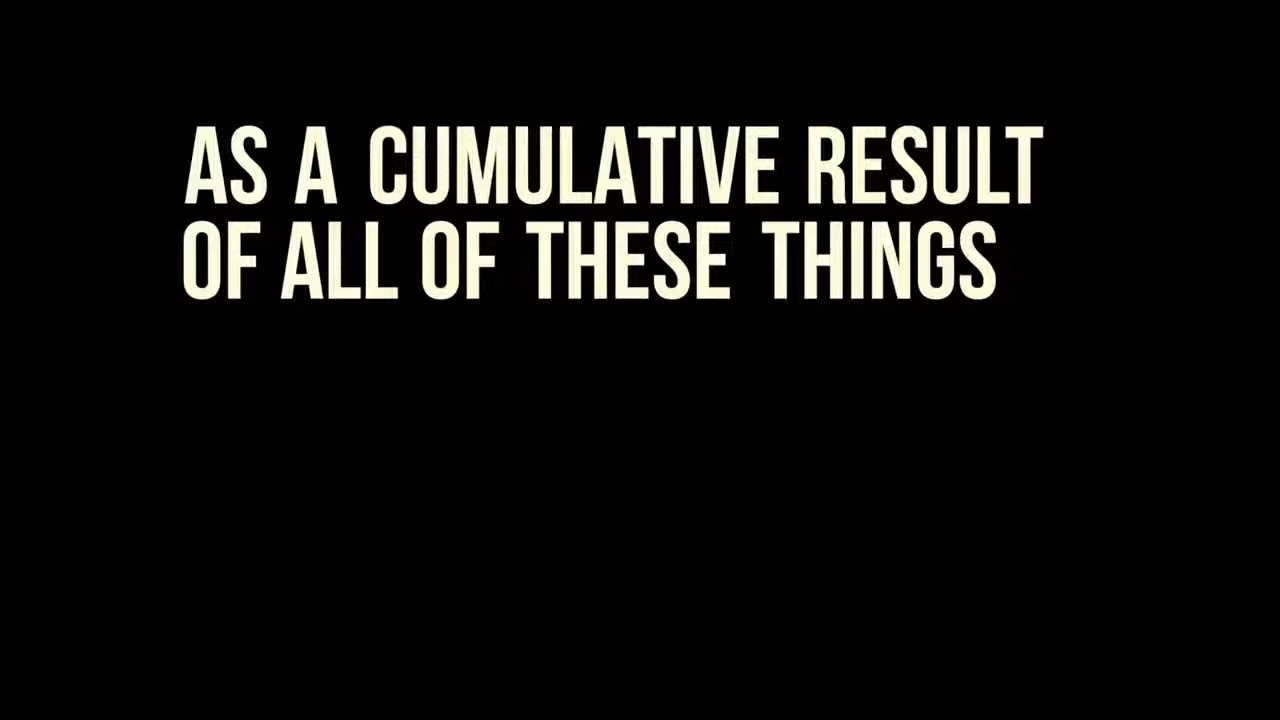 AS A CUMULATIVE RESULT
OF ALL OF THESE THINGS